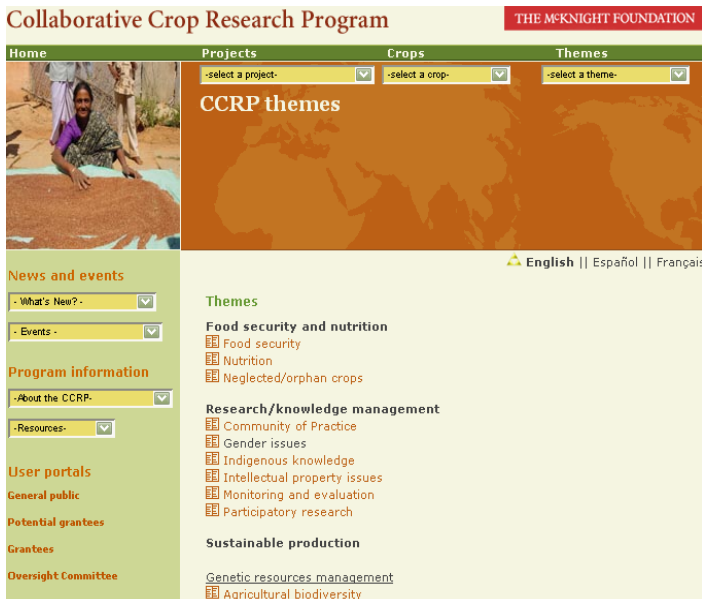 Collaborative Crop Research Program
THE McKNIGHT FOUNDATION
Home Projects Crops Themes
-select a project- -select a crop- -select a theme-
CCRP themes
English || Español || Français
News and events
- What's New? -
- Events -
Program information
-About the CCRP-
-Resources-
User portals
General public
Potential grantees
Grantees
Oversight Committee
Themes
Food security and nutrition
Food security
Nutrition
Neglected/orphan crops
Research/knowledge management
Community of Practice
Gender issues
Indigenous knowledge
Intellectual property issues
Monitoring and evaluation
Participatory research
Sustainable production
Genetic resources management
Agricultural biodiversity